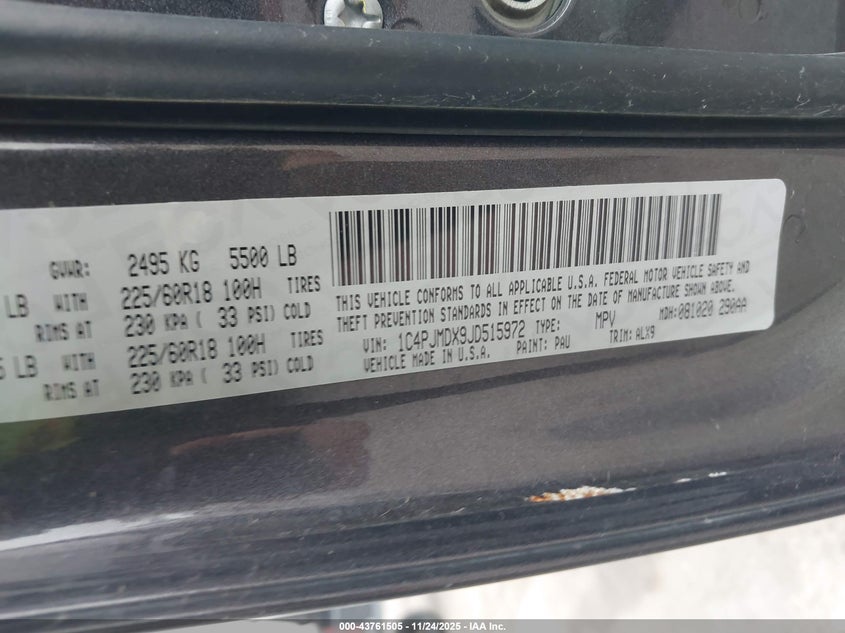 GVWR: 2495 KG 5500 LB
LB WITH 225/60R18 100H TIRES
RIMS AT 230 KPA ( 33 PSI) COLD
LB WITH 225/60R18 100H TIRES
RIMS AT 230 KPA ( 33 PSI) COLD
THIS VEHICLE CONFORMS TO ALL APPLICABLE U.S.A. FEDERAL MOTOR VEHICLE SAFETY AND
THEFT PREVENTION STANDARDS IN EFFECT ON THE DATE OF MANUFACTURE SHOWN ABOVE.
VIN: 1C4PJMDX9JD515972 TYPE: MPV MDH: 081020 290AA
VEHICLE MADE IN U.S.A. PAINT: PAU TRIM: ALX9
000-43761505 - 11/24/2025 - IAA Inc.